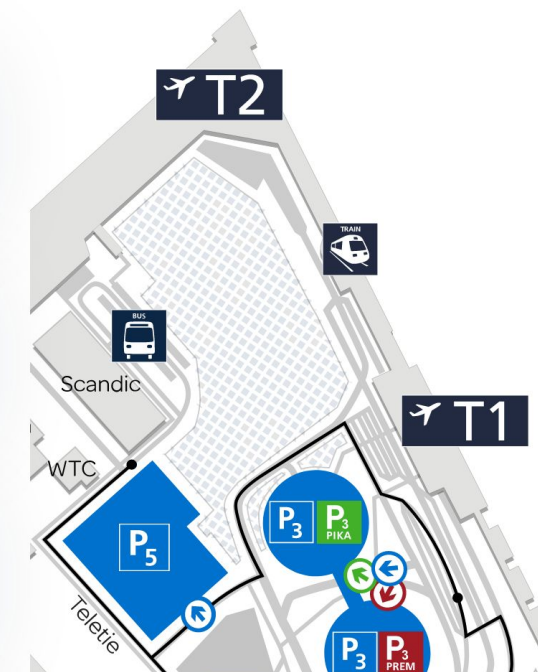 T2
TRAIN
BUS
Scandic
T1
WTC
P3
P3
PIKA
P5
Teletie
P3
P3
PREM